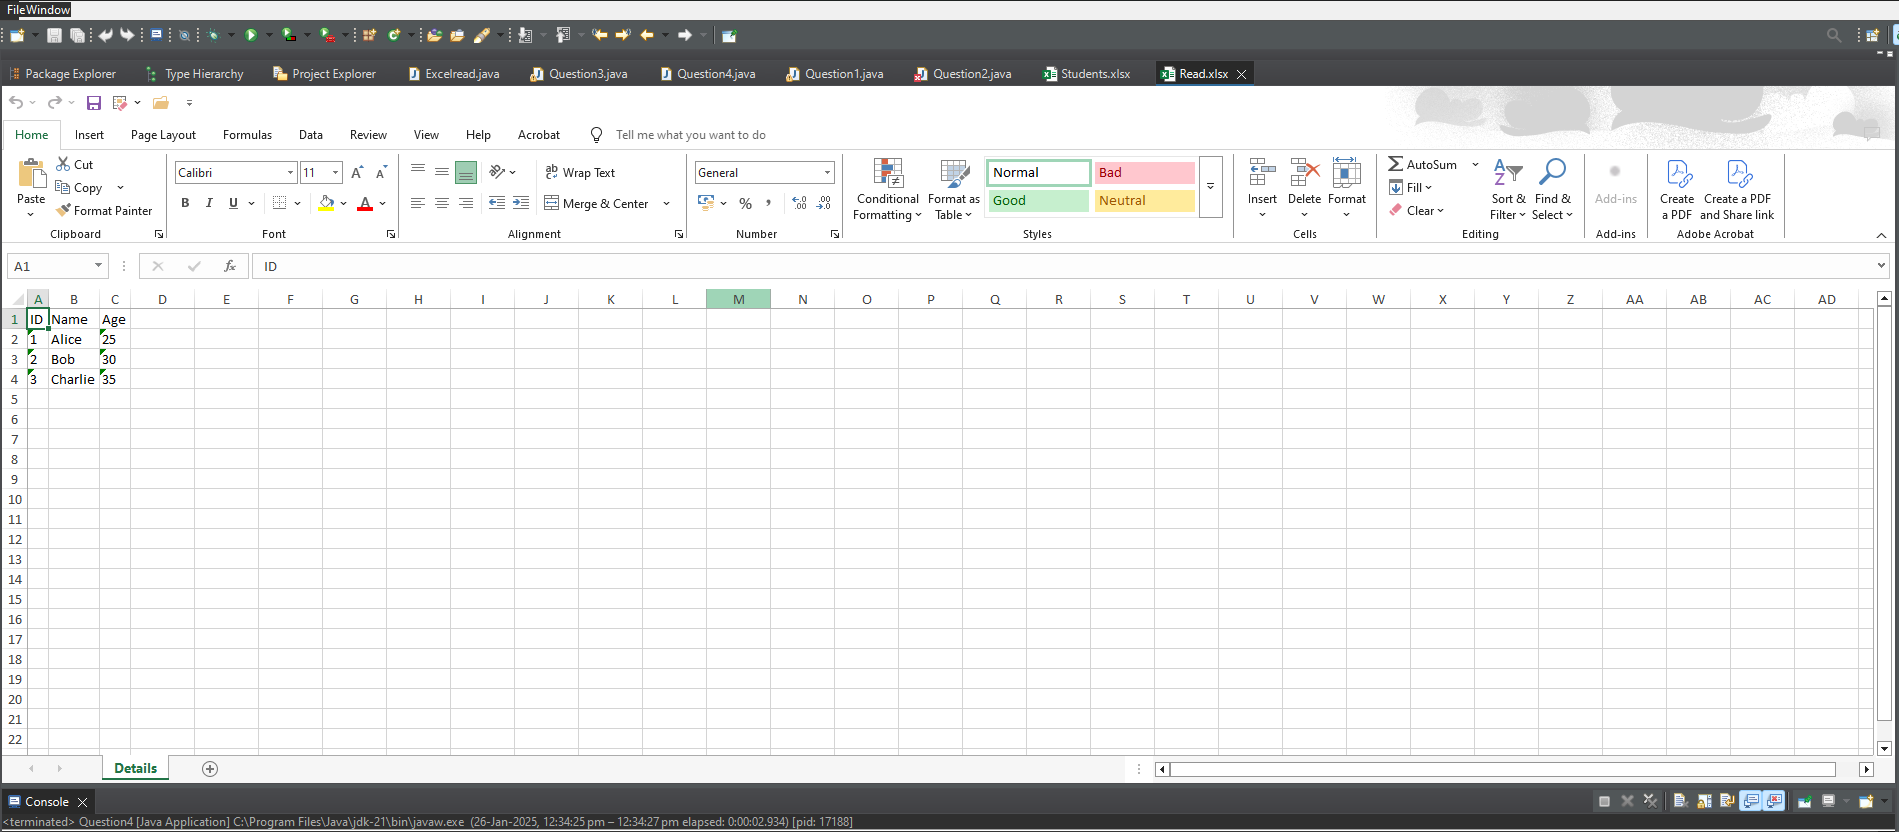 FileWindow
Package Explorer Type Hierarchy Project Explorer Excelread.java Question3.java Question4.java Question1.java Question2.java Students.xlsx Read.xlsx
Home Insert Page Layout Formulas Data Review View Help Acrobat Tell me what you want to do
Paste
Cut
Copy
Format Painter
Clipboard
Calibri 11
B I U
Font
Wrap Text
Merge & Center
Alignment
General
Number
Conditional Formatting
Format as Table
Normal Bad
Good Neutral
Styles
Insert Delete Format
Cells
AutoSum
Fill
Clear
Sort & Filter
Find & Select
Editing
Add-ins
Add-ins
Create a PDF
Create a PDF and Share link
Adobe Acrobat
A1 fx ID
A B C D E F G H I J K L M N O P Q R S T U V W X Y Z AA AB AC AD
1 ID Name Age
2 1 Alice 25
3 2 Bob 30
4 3 Charlie 35
5
6
7
8
9
10
11
12
13
14
15
16
17
18
19
20
21
22
Details
Console
<terminated> Question4 [Java Application] C:\Program Files\Java\jdk-21\bin\javaw.exe (26-Jan-2025, 12:34:25 pm – 12:34:27 pm elapsed: 0:00:02.934) [pid: 17188]